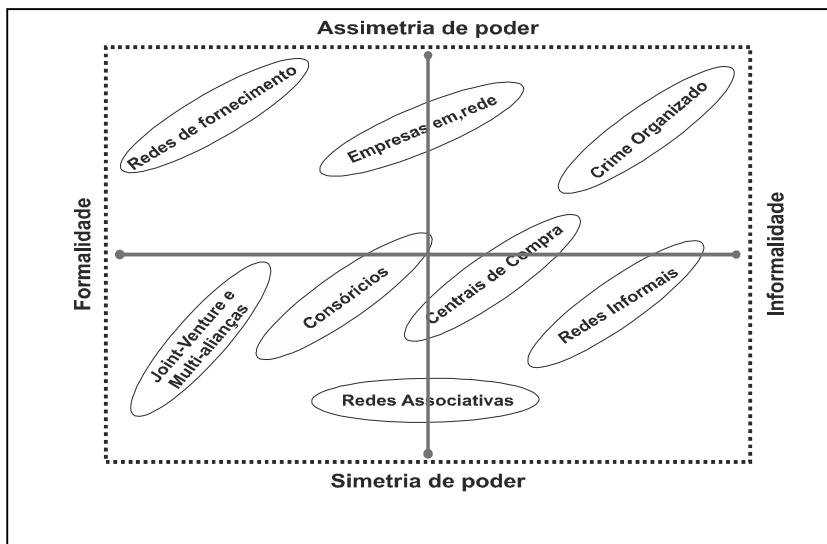 Assimetria de poder
Redes de fornecimento
Empresas em,rede
Crime Organizado
Formalidade
Informalidade
Joint-Venture e
Multi-alianças
Consóricios
Centrais de Compra
Redes Informais
Redes Associativas
Simetria de poder